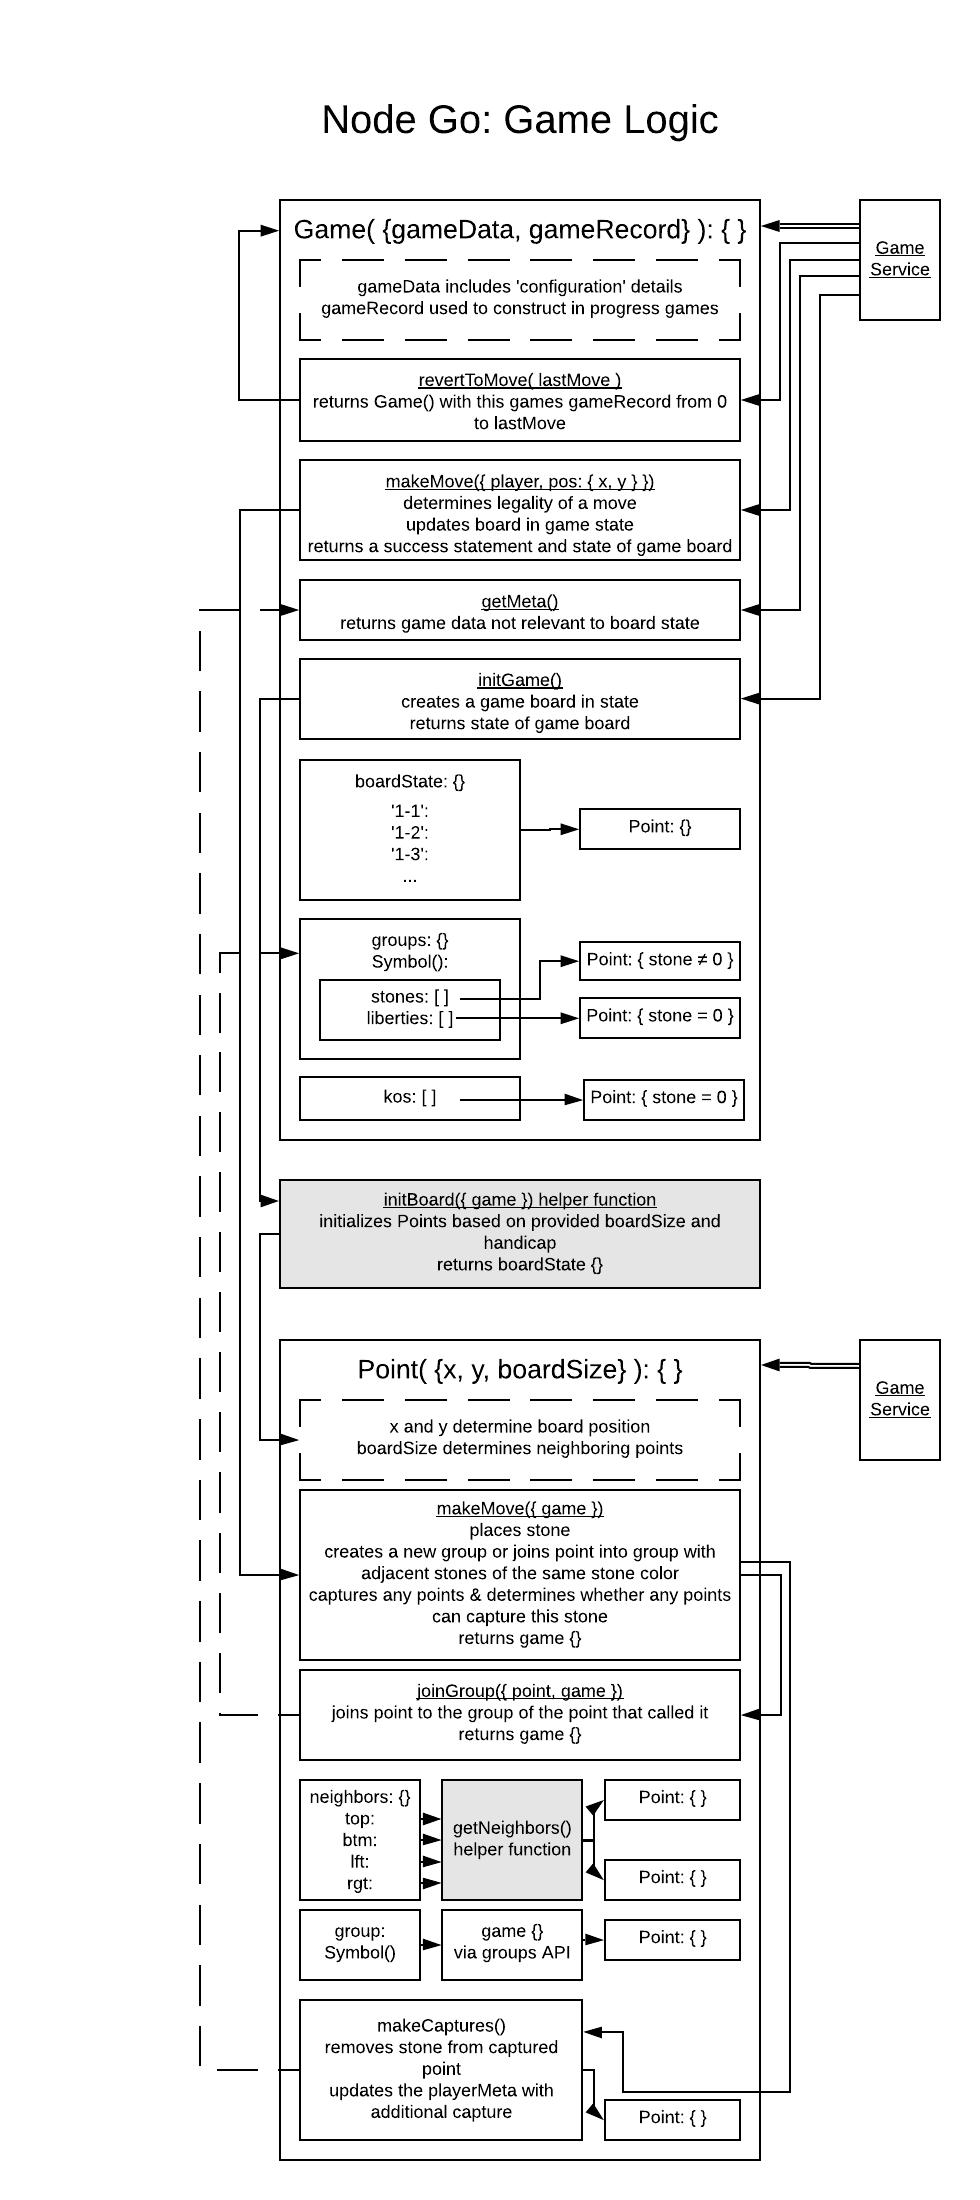 Node Go: Game Logic
Game( {gameData, gameRecord} ): { }
Game
Service
gameData includes 'configuration' details
gameRecord used to construct in progress games
revertToMove( lastMove )
returns Game() with this games gameRecord from 0
to lastMove
makeMove({ player, pos: { x, y } })
determines legality of a move
updates board in game state
returns a success statement and state of game board
getMeta()
returns game data not relevant to board state
initGame()
creates a game board in state
returns state of game board
boardState: {}
'1-1':
'1-2':
'1-3':
...
Point: {}
groups: {}
Symbol():
stones: [ ]
liberties: [ ]
Point: { stone ≠ 0 }
Point: { stone = 0 }
kos: [ ]
Point: { stone = 0 }
initBoard({ game }) helper function
initializes Points based on provided boardSize and
handicap
returns boardState {}
Point( {x, y, boardSize} ): { }
Game
Service
x and y determine board position
boardSize determines neighboring points
makeMove({ game })
places stone
creates a new group or joins point into group with
adjacent stones of the same stone color
captures any points & determines whether any points
can capture this stone
returns game {}
joinGroup({ point, game })
joins point to the group of the point that called it
returns game {}
neighbors: {}
top:
btm:
lft:
rgt:
getNeighbors()
helper function
Point: { }
Point: { }
group:
Symbol()
game {}
via groups API
Point: { }
makeCaptures()
removes stone from captured
point
updates the playerMeta with
additional capture
Point: { }